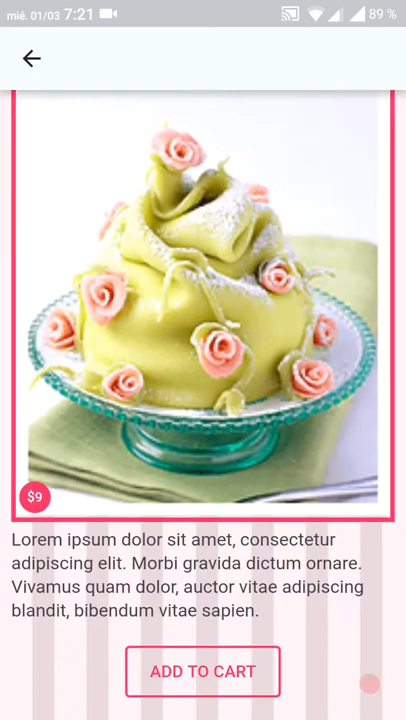 mié. 01/03 7:21 89 %
$9
Lorem ipsum dolor sit amet, consectetur
adipiscing elit. Morbi gravida dictum ornare.
Vivamus quam dolor, auctor vitae adipiscing
blandit, bibendum vitae sapien.
ADD TO CART